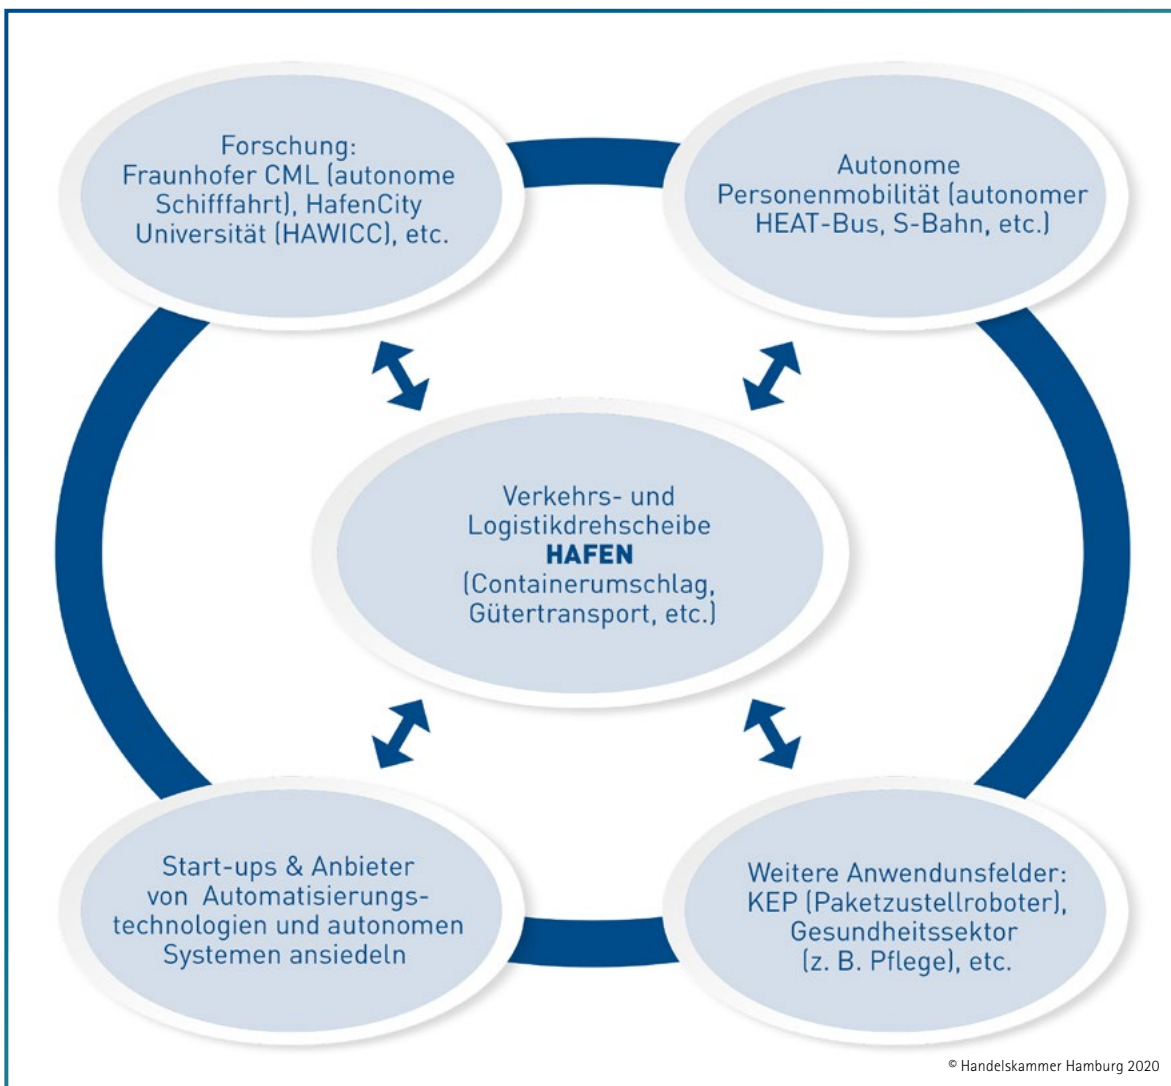 Forschung:
Fraunhofer CML (autonome
Schifffahrt), HafenCity
Universität (HAWICC), etc.
Autonome
Personenmobilität (autonomer
HEAT-Bus, S-Bahn, etc.)
Verkehrs- und
Logistikdrehscheibe
HAFEN
(Containerumschlag,
Gütertransport, etc.)
Start-ups & Anbieter
von Automatisierungs-
technologien und autonomen
Systemen ansiedeln
Weitere Anwendunsfelder:
KEP (Paketzustellroboter),
Gesundheitssektor
(z. B. Pflege), etc.
© Handelskammer Hamburg 2020